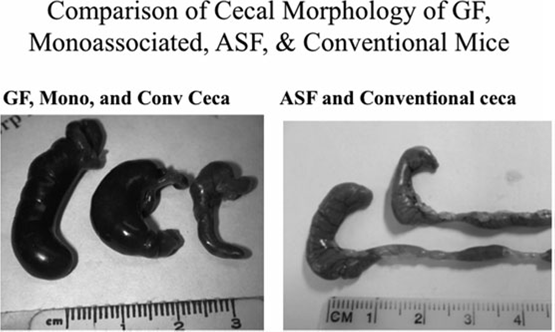 Comparison of Cecal Morphology of GF,
Monoassociated, ASF, & Conventional Mice
GF, Mono, and Conv Ceca
ASF and Conventional ceca
cm 1 2 3
CM 1 2 3 4